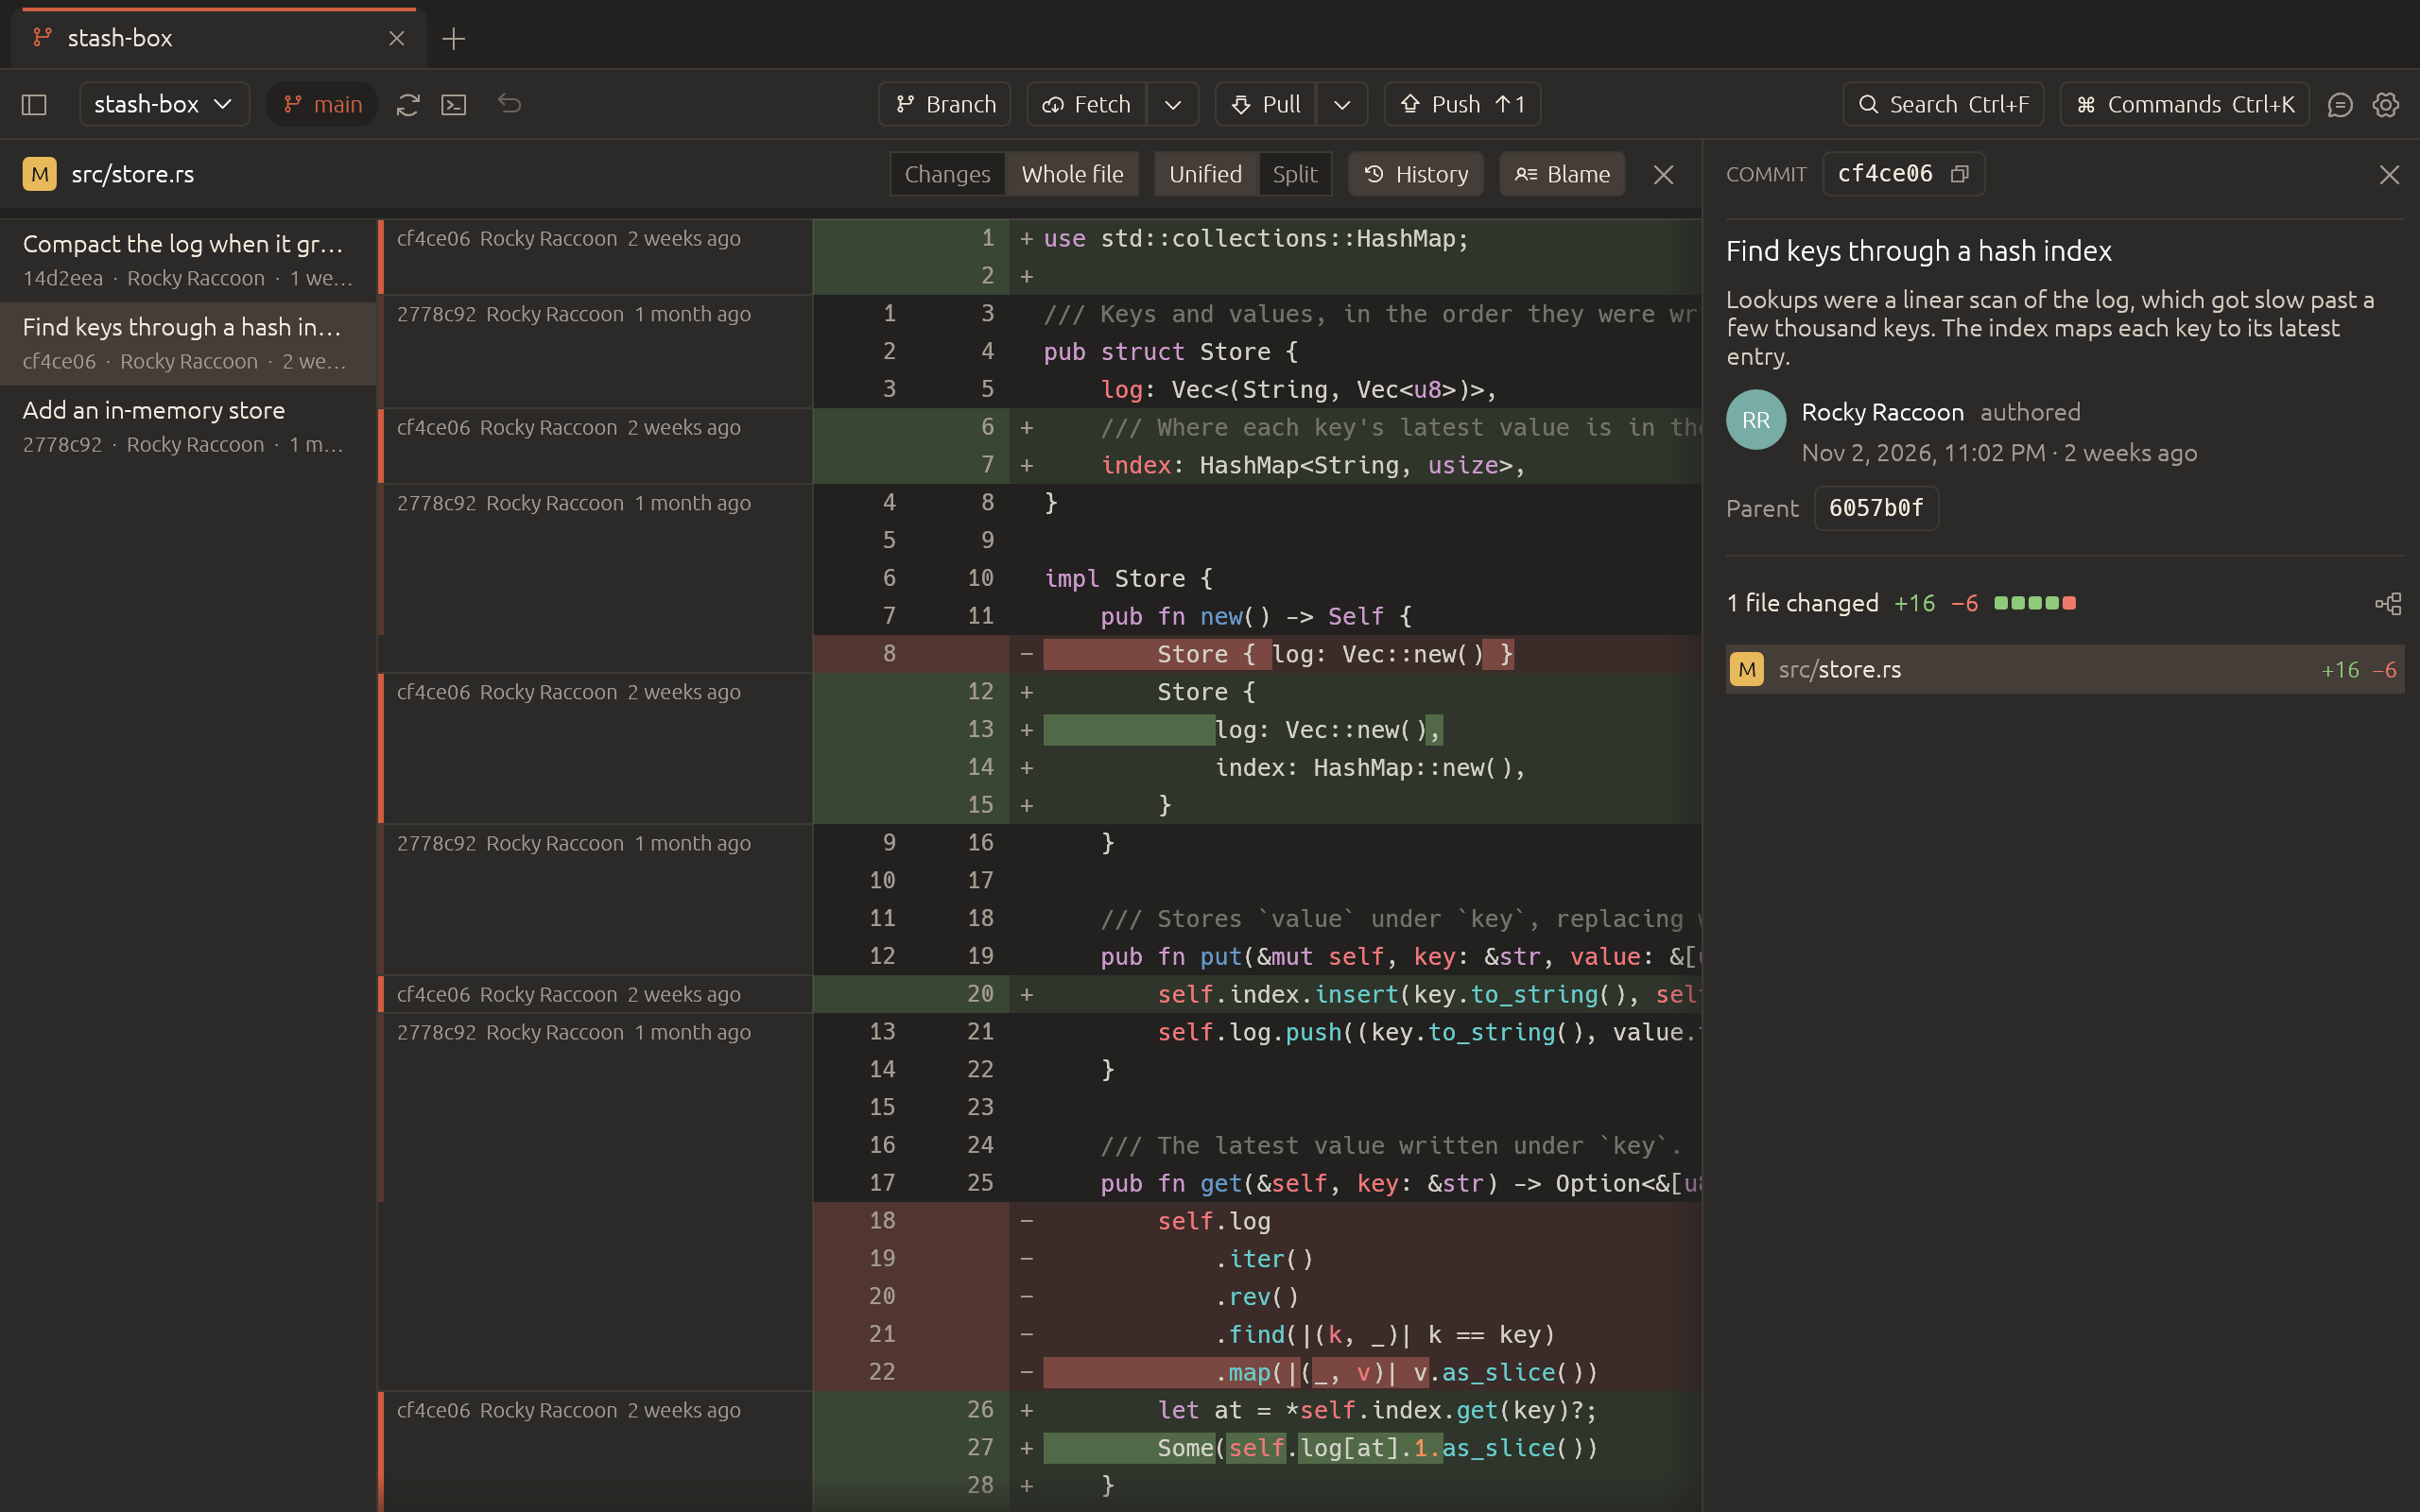 stash-box
stash-box main Branch Fetch Pull Push ↑1 Search Ctrl+F Commands Ctrl+K
M src/store.rs Changes Whole file Unified Split History Blame
Compact the log when it gr…
14d2eea · Rocky Raccoon · 1 we…
Find keys through a hash in…
cf4ce06 · Rocky Raccoon · 2 we…
Add an in-memory store
2778c92 · Rocky Raccoon · 1 m…
cf4ce06 Rocky Raccoon 2 weeks ago
2778c92 Rocky Raccoon 1 month ago
cf4ce06 Rocky Raccoon 2 weeks ago
2778c92 Rocky Raccoon 1 month ago
cf4ce06 Rocky Raccoon 2 weeks ago
2778c92 Rocky Raccoon 1 month ago
cf4ce06 Rocky Raccoon 2 weeks ago
2778c92 Rocky Raccoon 1 month ago
cf4ce06 Rocky Raccoon 2 weeks ago
1 + use std::collections::HashMap;
2 +
1 3 /// Keys and values, in the order they were wr
2 4 pub struct Store {
3 5     log: Vec<(String, Vec<u8>)>,
6 +     /// Where each key's latest value is in the
7 +     index: HashMap<String, usize>,
4 8 }
5 9
6 10 impl Store {
7 11     pub fn new() -> Self {
8 −         Store { log: Vec::new() }
12 +         Store {
13 +             log: Vec::new(),
14 +             index: HashMap::new(),
15 +         }
9 16     }
10 17
11 18     /// Stores `value` under `key`, replacing
12 19     pub fn put(&mut self, key: &str, value: &[
20 +         self.index.insert(key.to_string(), sel
13 21         self.log.push((key.to_string(), value.
14 22     }
15 23
16 24     /// The latest value written under `key`.
17 25     pub fn get(&self, key: &str) -> Option<&[u8
18 −         self.log
19 −             .iter()
20 −             .rev()
21 −             .find(|(k, _)| k == key)
22 −             .map(|(_, v)| v.as_slice())
26 +         let at = *self.index.get(key)?;
27 +         Some(self.log[at].1.as_slice())
28 +     }
COMMIT cf4ce06
Find keys through a hash index
Lookups were a linear scan of the log, which got slow past a
few thousand keys. The index maps each key to its latest
entry.
RR Rocky Raccoon authored
Nov 2, 2026, 11:02 PM · 2 weeks ago
Parent 6057b0f
1 file changed +16 −6
M src/store.rs +16 −6